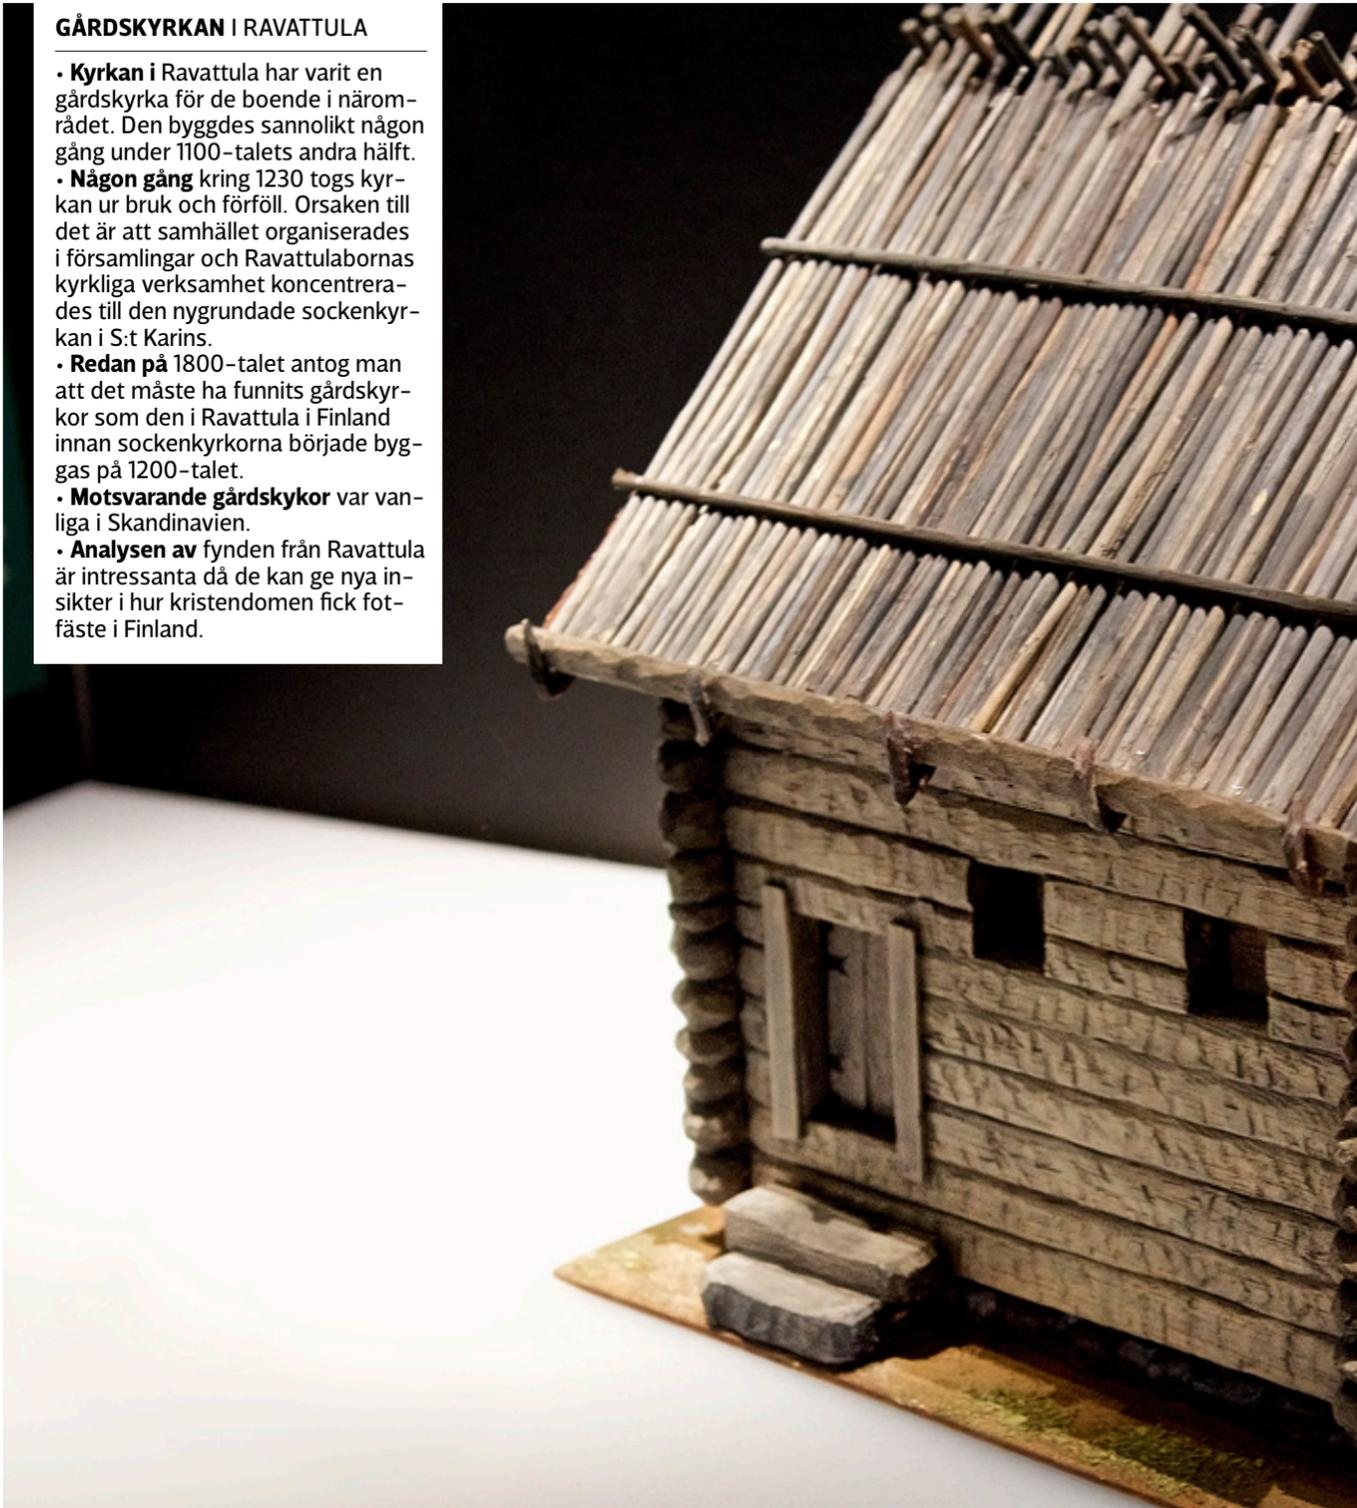 GÅRDSKYRKAN I RAVATTULA
• Kyrkan i Ravattula har varit en
gårdskyrka för de boende i närom-
rådet. Den byggdes sannolikt någon
gång under 1100-talets andra hälft.
• Någon gång kring 1230 togs kyr-
kan ur bruk och förföll. Orsaken till
det är att samhället organiserades
i församlingar och Ravattulabornas
kyrkliga verksamhet koncentrera-
des till den nygrundade sockenkyr-
kan i S:t Karins.
• Redan på 1800-talet antog man
att det måste ha funnits gårdskyr-
kor som den i Ravattula i Finland
innan sockenkyrkorna började byg-
gas på 1200-talet.
• Motsvarande gårdskykor var van-
liga i Skandinavien.
• Analysen av fynden från Ravattula
är intressanta då de kan ge nya in-
sikter i hur kristendomen fick fot-
fäste i Finland.